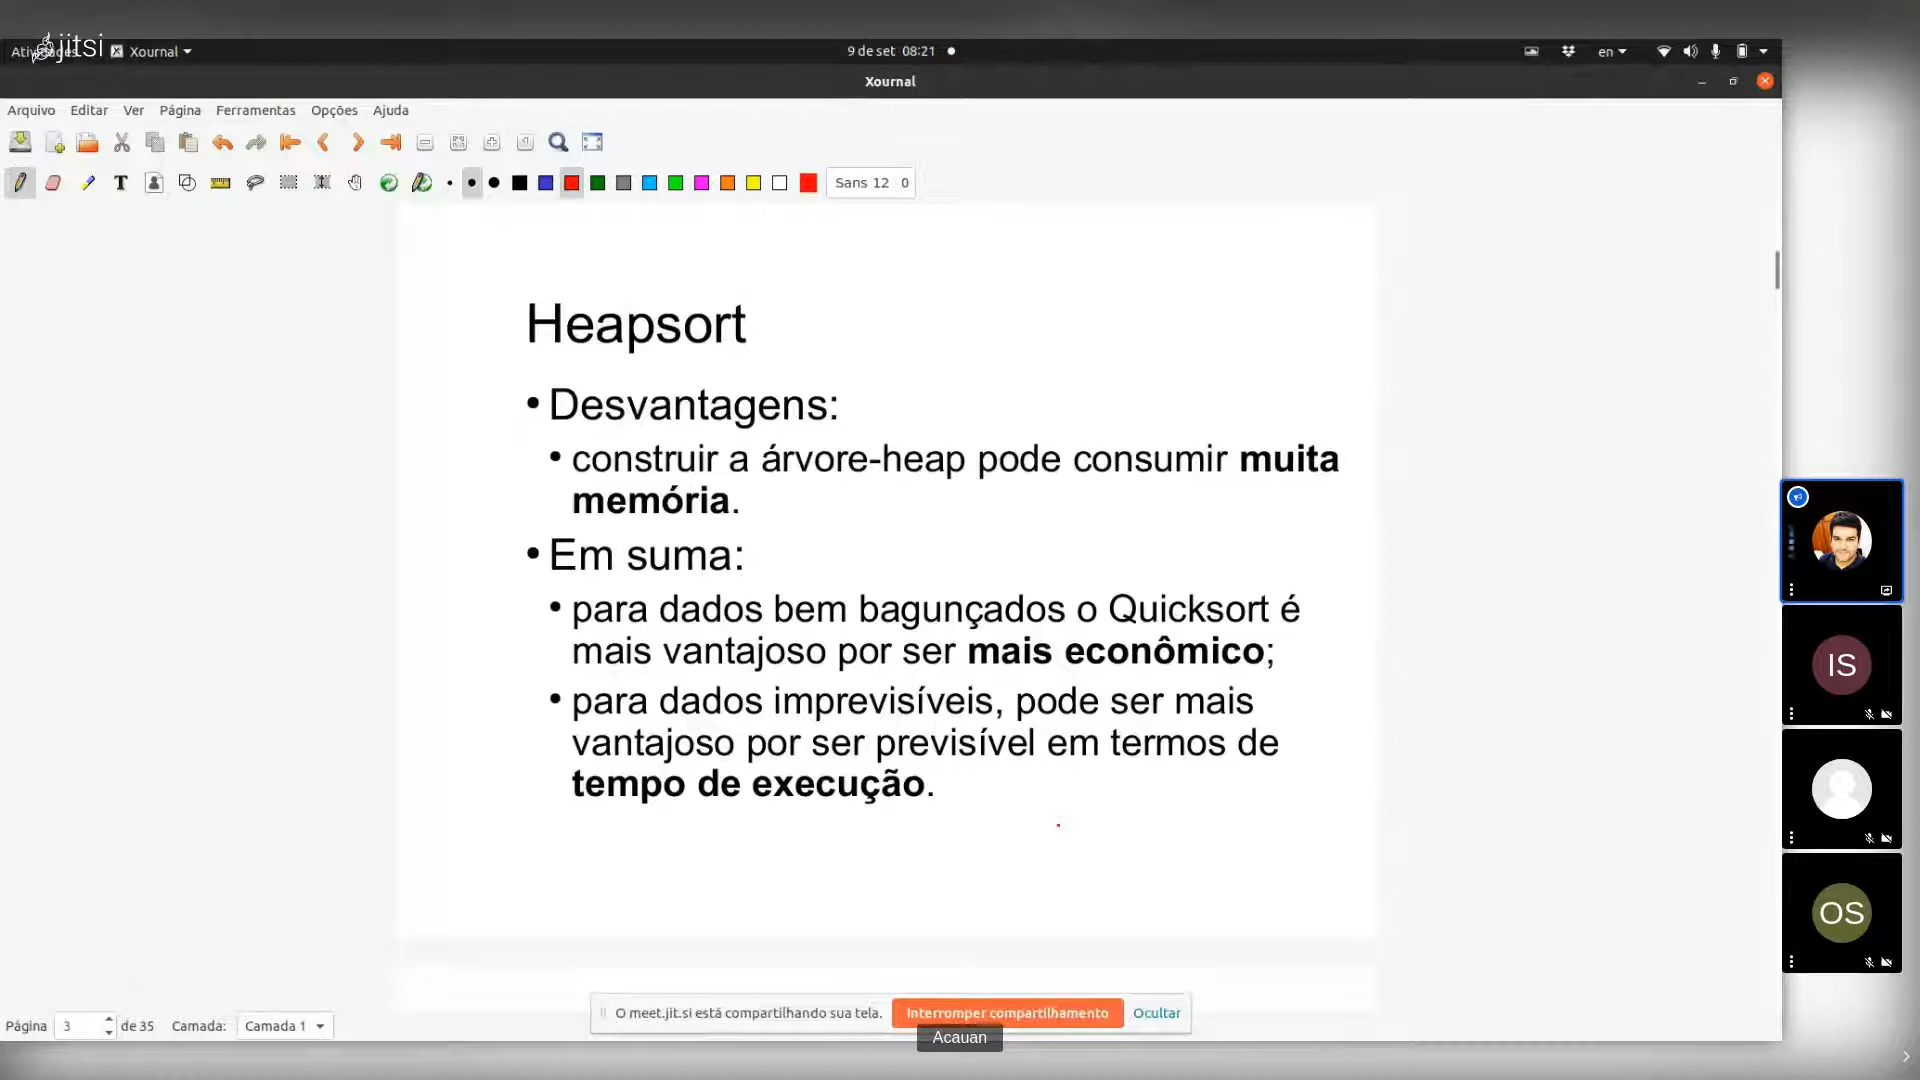 jitsi
Xournal
9 de set 08:21
en
Xournal
Arquivo Editar Ver Página Ferramentas Opções Ajuda
T
Sans 12 0
Heapsort
• Desvantagens:
• construir a árvore-heap pode consumir muita
memória.
• Em suma:
• para dados bem bagunçados o Quicksort é
mais vantajoso por ser mais econômico;
• para dados imprevisíveis, pode ser mais
vantajoso por ser previsível em termos de
tempo de execução.
IS
OS
O meet.jit.si está compartilhando sua tela. Interromper compartilhamento Ocultar
Página 3 de 35 Camada: Camada 1
Acauan